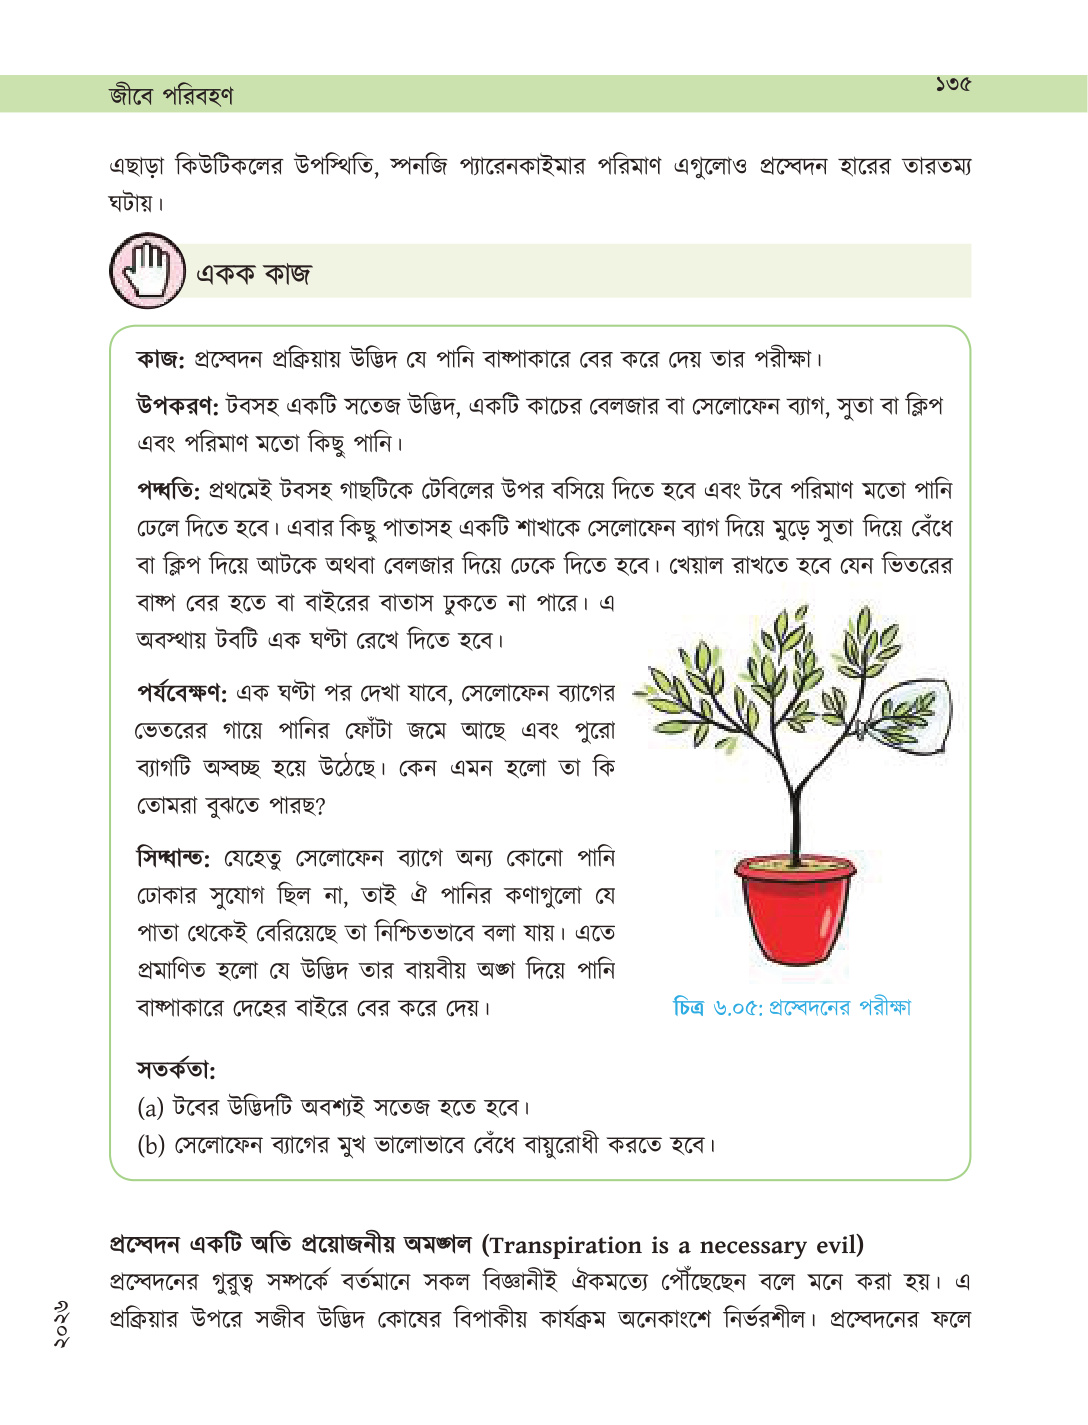 জীবে পরিবহণ
১৩৫
এছাড়া কিউটিকলের উপস্থিতি, স্পনজি প্যারেনকাইমার পরিমাণ এগুলোও প্রস্বেদন হারের তারতম্য
ঘটায়।
একক কাজ
কাজ: প্রস্বেদন প্রক্রিয়ায় উদ্ভিদ যে পানি বাষ্পাকারে বের করে দেয় তার পরীক্ষা।
উপকরণ: টবসহ একটি সতেজ উদ্ভিদ, একটি কাচের বেলজার বা সেলোফেন ব্যাগ, সুতা বা ক্লিপ
এবং পরিমাণ মতো কিছু পানি।
পদ্ধতি: প্রথমেই টবসহ গাছটিকে টেবিলের উপর বসিয়ে দিতে হবে এবং টবে পরিমাণ মতো পানি
ঢেলে দিতে হবে। এবার কিছু পাতাসহ একটি শাখাকে সেলোফেন ব্যাগ দিয়ে মুড়ে সুতা দিয়ে বেঁধে
বা ক্লিপ দিয়ে আটকে অথবা বেলজার দিয়ে ঢেকে দিতে হবে। খেয়াল রাখতে হবে যেন ভিতরের
বাষ্প বের হতে বা বাইরের বাতাস ঢুকতে না পারে। এ
অবস্থায় টবটি এক ঘণ্টা রেখে দিতে হবে।
পর্যবেক্ষণ: এক ঘণ্টা পর দেখা যাবে, সেলোফেন ব্যাগের
ভেতরের গায়ে পানির ফোঁটা জমে আছে এবং পুরো
ব্যাগটি অস্বচ্ছ হয়ে উঠেছে। কেন এমন হলো তা কি
তোমরা বুঝতে পারছ?
সিদ্ধান্ত: যেহেতু সেলোফেন ব্যাগে অন্য কোনো পানি
ঢোকার সুযোগ ছিল না, তাই ঐ পানির কণাগুলো যে
পাতা থেকেই বেরিয়েছে তা নিশ্চিতভাবে বলা যায়। এতে
প্রমাণিত হলো যে উদ্ভিদ তার বায়বীয় অঙ্গ দিয়ে পানি
বাষ্পাকারে দেহের বাইরে বের করে দেয়।
চিত্র ৬.০৫: প্রস্বেদনের পরীক্ষা
সতর্কতা:
(a) টবের উদ্ভিদটি অবশ্যই সতেজ হতে হবে।
(b) সেলোফেন ব্যাগের মুখ ভালোভাবে বেঁধে বায়ুরোধী করতে হবে।
প্রস্বেদন একটি অতি প্রয়োজনীয় অমঙ্গল (Transpiration is a necessary evil)
প্রস্বেদনের গুরুত্ব সম্পর্কে বর্তমানে সকল বিজ্ঞানীই ঐকমত্যে পৌঁছেছেন বলে মনে করা হয়। এ
প্রক্রিয়ার উপরে সজীব উদ্ভিদ কোষের বিপাকীয় কার্যক্রম অনেকাংশে নির্ভরশীল। প্রস্বেদনের ফলে
২০২৬